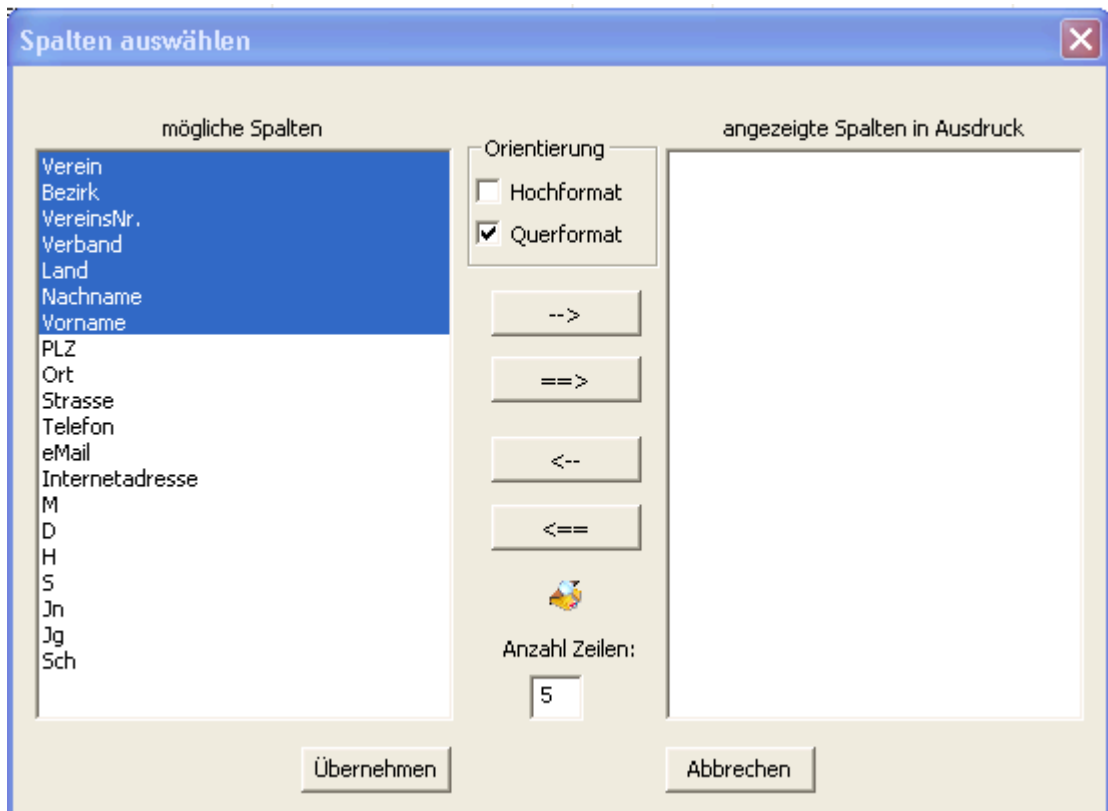 Spalten auswählen
mögliche Spalten
Verein
Bezirk
VereinsNr.
Verband
Land
Nachname
Vorname
PLZ
Ort
Strasse
Telefon
eMail
Internetadresse
M
D
H
S
Jn
Jg
Sch
Orientierung
Hochformat
Querformat
-->
==>
<--
<==
Anzahl Zeilen:
5
angezeigte Spalten in Ausdruck
Übernehmen
Abbrechen